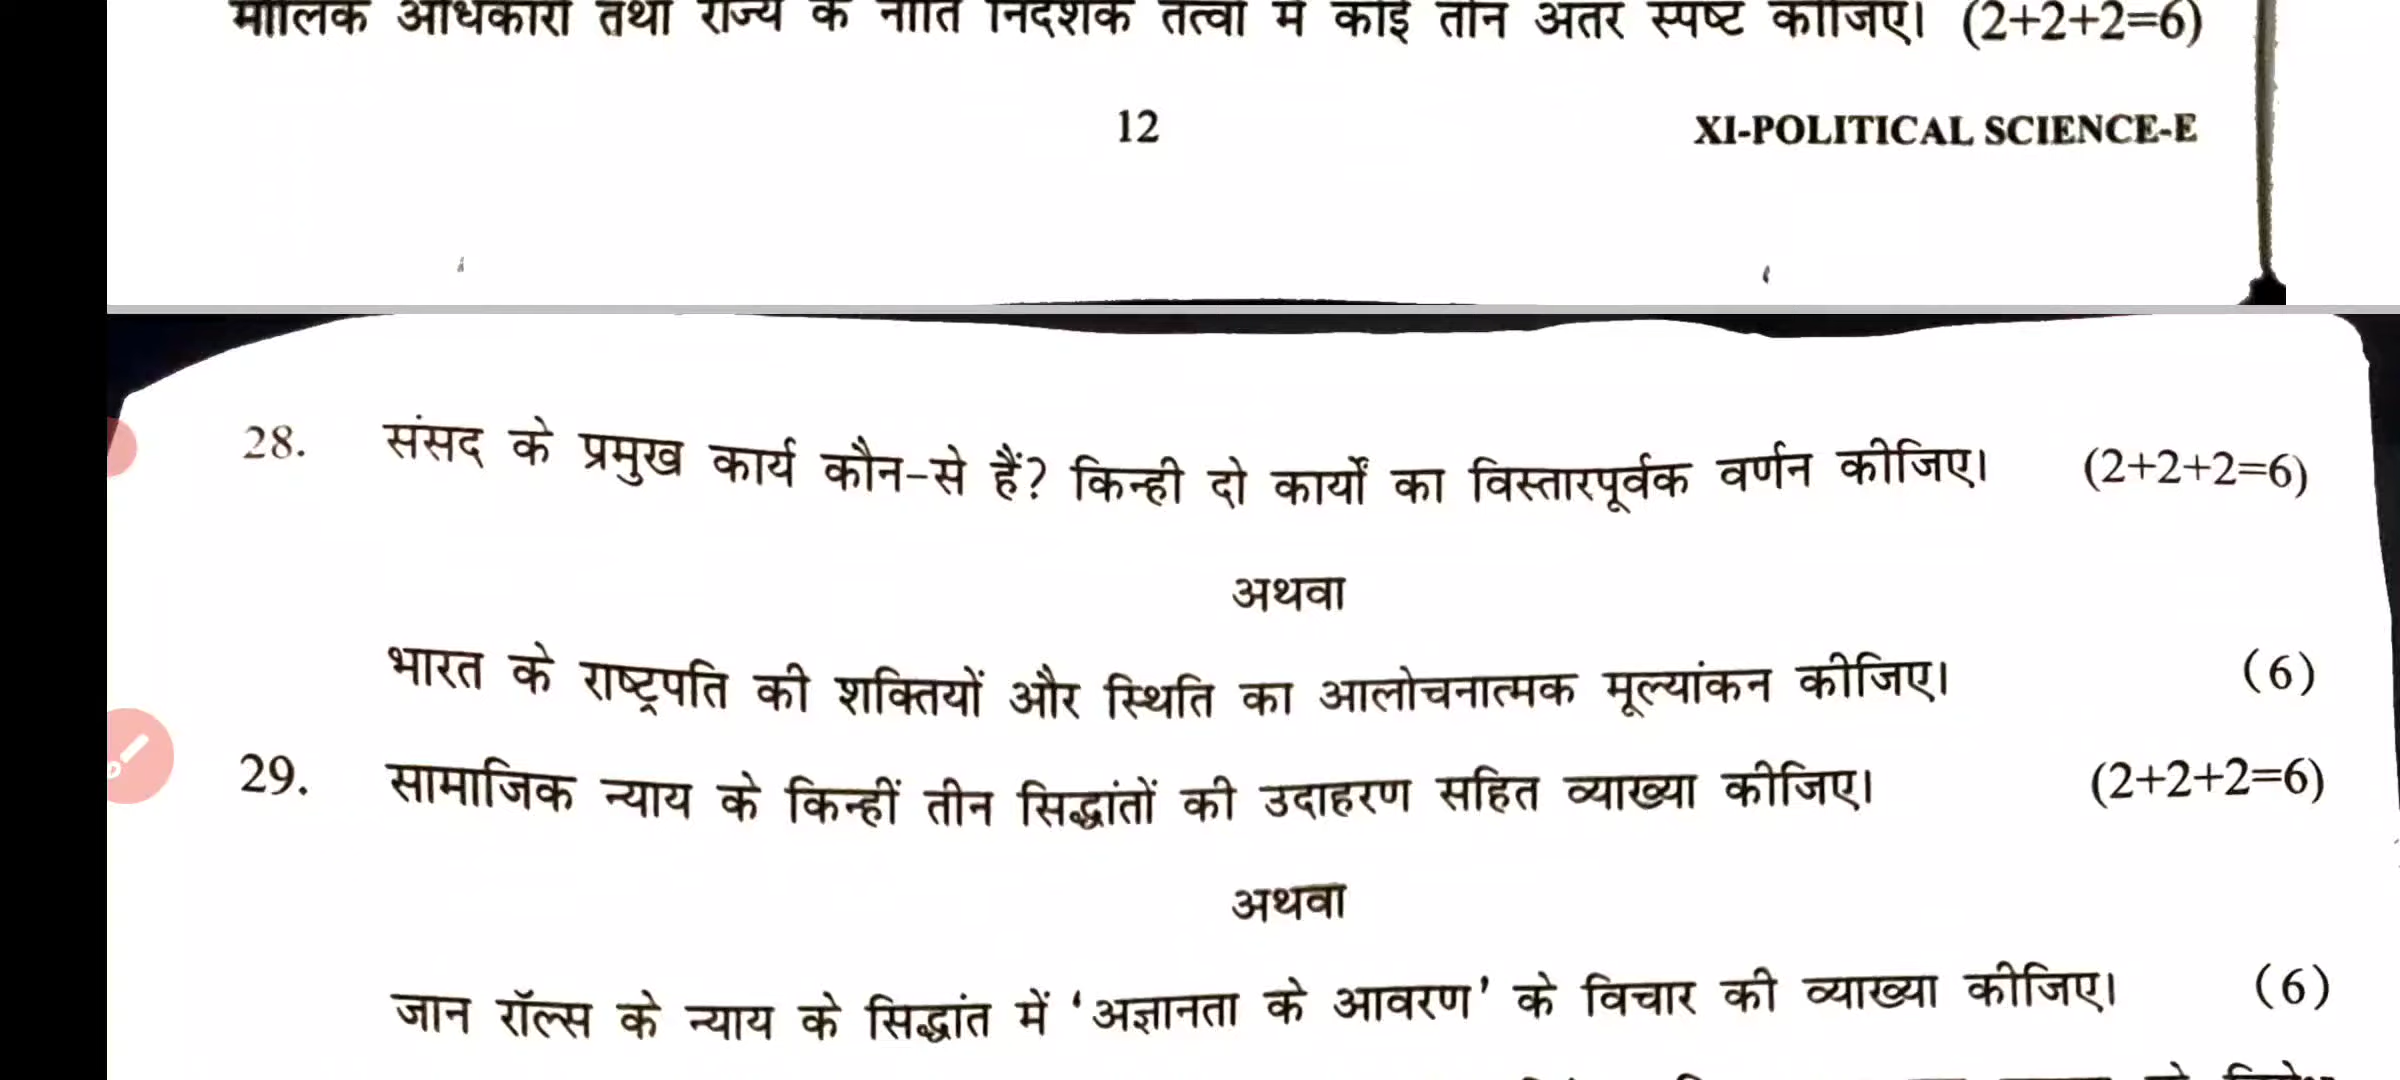 मौलिक अधिकारों तथा राज्य के नीति निर्देशक तत्वों में कोई तीन अंतर स्पष्ट कीजिए। (2+2+2=6)
12 XI-POLITICAL SCIENCE-E
28. संसद के प्रमुख कार्य कौन-से हैं? किन्ही दो कार्यों का विस्तारपूर्वक वर्णन कीजिए। (2+2+2=6)
अथवा
भारत के राष्ट्रपति की शक्तियों और स्थिति का आलोचनात्मक मूल्यांकन कीजिए। (6)
29. सामाजिक न्याय के किन्हीं तीन सिद्धांतों की उदाहरण सहित व्याख्या कीजिए। (2+2+2=6)
अथवा
जान रॉल्स के न्याय के सिद्धांत में ‘अज्ञानता के आवरण’ के विचार की व्याख्या कीजिए। (6)